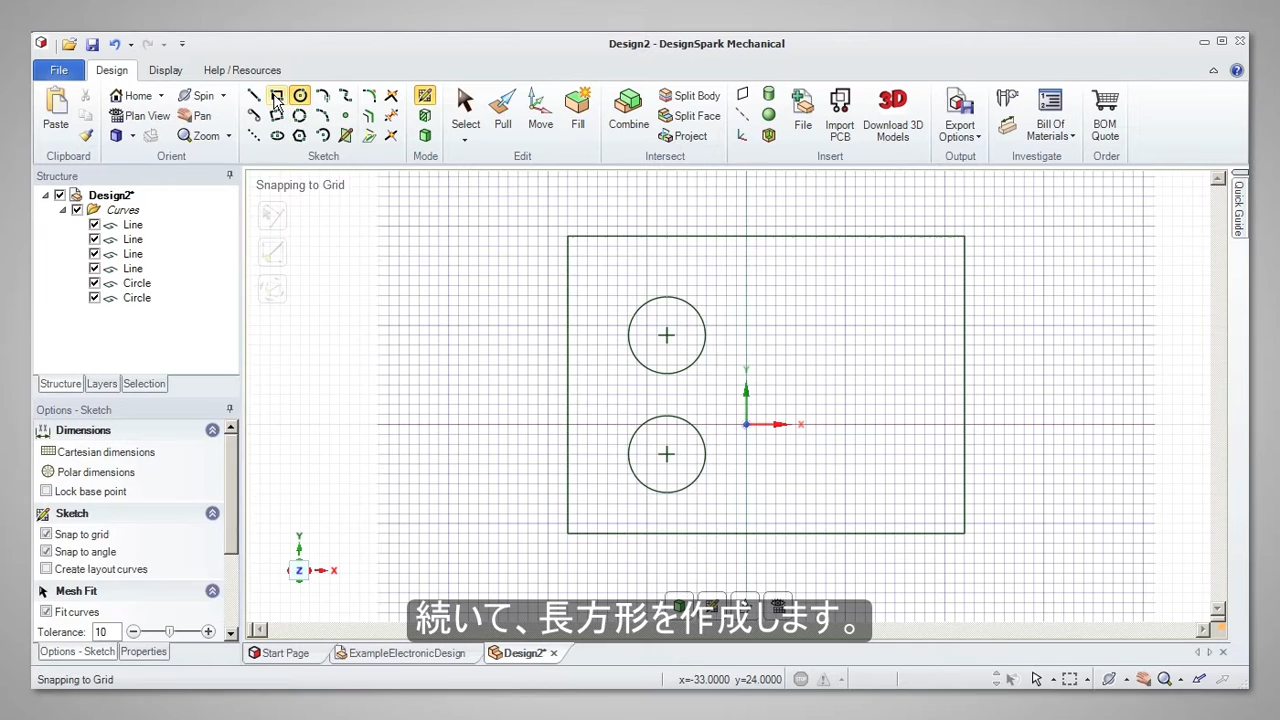 Design2 - DesignSpark Mechanical
File Design Display Help / Resources
Paste
Home
Plan View
Spin
Pan
Zoom
Select
Pull
Move
Fill
Combine
Split Body
Split Face
Project
File
Import PCB
3D
Download 3D Models
Export Options
Bill Of Materials
BOM Quote
Clipboard Orient Sketch Mode Edit Intersect Insert Output Investigate Order
Structure
Design2*
Curves
Line
Line
Line
Line
Circle
Circle
Structure Layers Selection
Options - Sketch
Dimensions
Cartesian dimensions
Polar dimensions
Lock base point
Sketch
Snap to grid
Snap to angle
Create layout curves
Mesh Fit
Fit curves
Tolerance: 10
Options - Sketch Properties
Snapping to Grid
Quick Guide
Y
X
Y
Z X
続いて、長方形を作成します。
Start Page ExampleElectronicDesign Design2*
Snapping to Grid x=-33.0000 y=24.0000